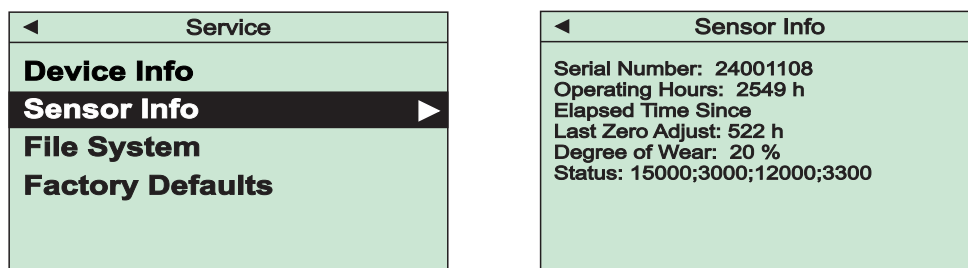 Service
Device Info
Sensor Info
File System
Factory Defaults
Sensor Info
Serial Number: 24001108
Operating Hours: 2549 h
Elapsed Time Since
Last Zero Adjust: 522 h
Degree of Wear: 20 %
Status: 15000;3000;12000;3300